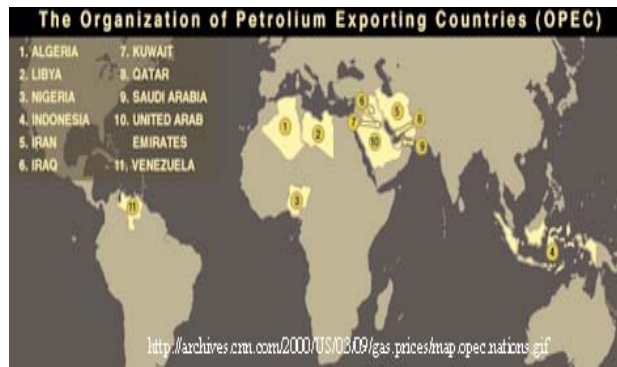 The Organization of Petrolium Exporting Countries (OPEC)
1. ALGERIA
2. LIBYA
3. NIGERIA
4. INDONESIA
5. IRAN
6. IRAQ
7. KUWAIT
8. QATAR
9. SAUDI ARABIA
10. UNITED ARAB
EMIRATES
11. VENEZUELA
6
5
8
7
1
2
10
9
3
11
4
http://archives.cnn.com/2000/US/03/09/gas.prices/map.opec.nations.gif